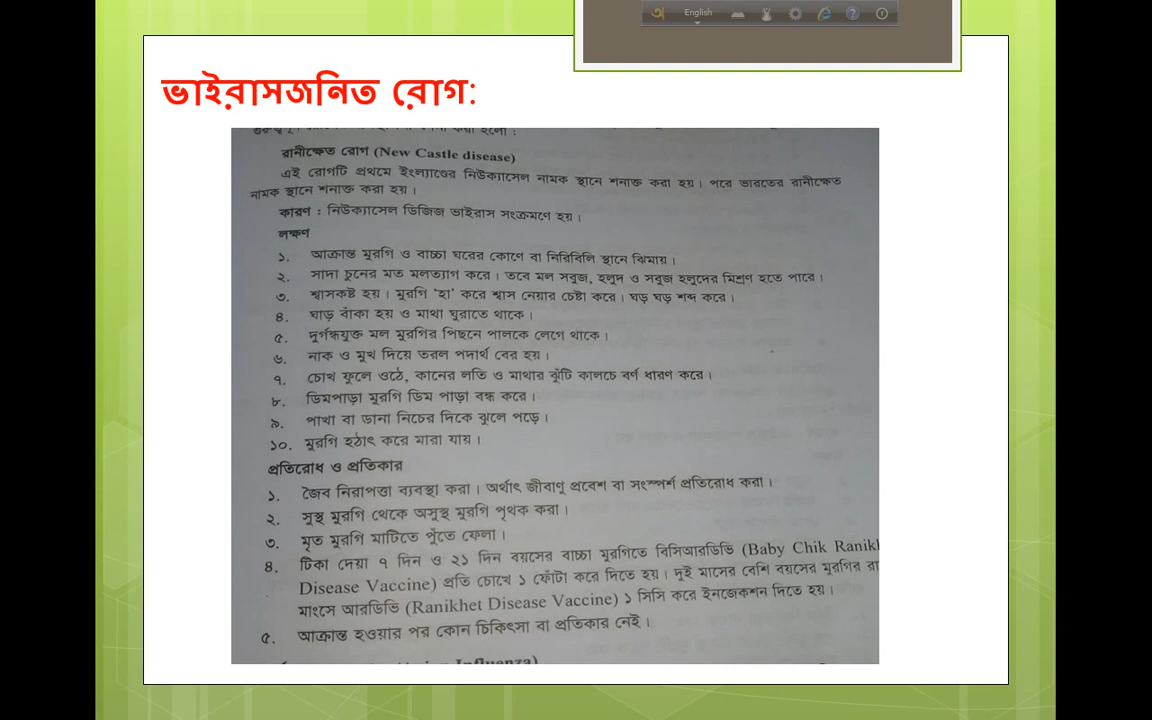 English
ভাইরাসজনিত রোগ:
রানীক্ষেত রোগ (New Castle disease)
এই রোগটি প্রথমে ইংল্যাণ্ডের নিউক্যাসেল নামক স্থানে শনাক্ত করা হয়। পরে ভারতের রানীক্ষেত
নামক স্থানে শনাক্ত করা হয়।
কারণ : নিউক্যাসেল ডিজিজ ভাইরাস সংক্রমণে হয়।
লক্ষণ
১. আক্রান্ত মুরগি ও বাচ্চা ঘরের কোণে বা নিরিবিলি স্থানে ঝিমায়।
২. সাদা চুনের মত মলত্যাগ করে। তবে মল সবুজ, হলুদ ও সবুজ হলুদের মিশ্রণ হতে পারে।
৩. শ্বাসকষ্ট হয়। মুরগি 'হা' করে শ্বাস নেয়ার চেষ্টা করে। ঘড় ঘড় শব্দ করে।
৪. ঘাড় বাঁকা হয় ও মাথা ঘুরাতে থাকে।
৫. দুর্গন্ধযুক্ত মল মুরগির পিছনে পালকে লেগে থাকে।
৬. নাক ও মুখ দিয়ে তরল পদার্থ বের হয়।
৭. চোখ ফুলে ওঠে, কানের লতি ও মাথার ঝুঁটি কালচে বর্ণ ধারণ করে।
৮. ডিমপাড়া মুরগি ডিম পাড়া বন্ধ করে।
৯. পাখা বা ডানা নিচের দিকে ঝুলে পড়ে।
১০. মুরগি হঠাৎ করে মারা যায়।
প্রতিরোধ ও প্রতিকার
১. জৈব নিরাপত্তা ব্যবস্থা করা। অর্থাৎ জীবাণু প্রবেশ বা সংস্পর্শ প্রতিরোধ করা।
২. সুস্থ মুরগি থেকে অসুস্থ মুরগি পৃথক করা।
৩. মৃত মুরগি মাটিতে পুঁতে ফেলা।
৪. টিকা দেয়া ৭ দিন ও ২১ দিন বয়সের বাচ্চা মুরগিতে বিসিআরডিভি (Baby Chik Ranik
Disease Vaccine) প্রতি চোখে ১ ফোঁটা করে দিতে হয়। দুই মাসের বেশি বয়সের মুরগির রা
মাংসে আরডিভি (Ranikhet Disease Vaccine) ১ সিসি করে ইনজেকশন দিতে হয়।
৫. আক্রান্ত হওয়ার পর কোন চিকিৎসা বা প্রতিকার নেই।
Influenza)